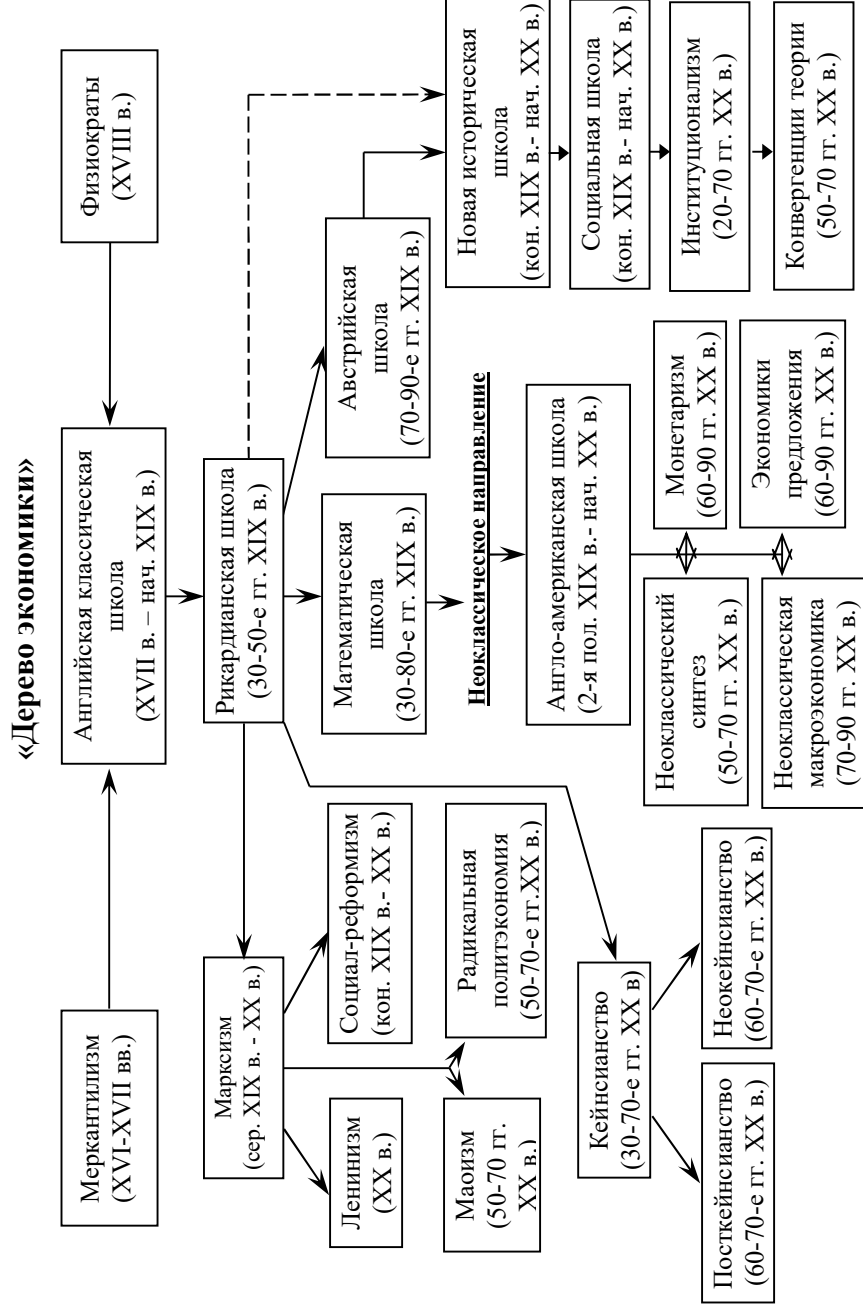 «Дерево экономики»
Меркантилизм
(XVI-XVII вв.)
Английская классическая
школа
(XVII в. – нач. XIX в.)
Физиократы
(XVIII в.)
Марксизм
(сер. XIX в. - XX в.)
Рикардианская школа
(30-50-е гг. XIX в.)
Ленинизм
(XX в.)
Социал-реформизм
(кон. XIX в.- XX в.)
Математическая
школа
(30-80-е гг. XIX в.)
Австрийская
школа
(70-90-е гг. XIX в.)
Маоизм
(50-70 гг.
XX в.)
Радикальная
политэкономия
(50-70-е гг.XX в.)
Неоклассическое направление
Новая историческая
школа
(кон. XIX в.- нач. XX в.)
Англо-американская школа
(2-я пол. XIX в.- нач. XX в.)
Социальная школа
(кон. XIX в.- нач. XX в.)
Кейнсианство
(30-70-е гг. XX в)
Неоклассический
синтез
(50-70 гг. XX в.)
Монетаризм
(60-90 гг. XX в.)
Институционализм
(20-70 гг. XX в.)
Посткейнсианство
(60-70-е гг. XX в.)
Неокейнсианство
(60-70-е гг. XX в.)
Неоклассическая
макроэкономика
(70-90 гг. XX в.)
Экономики
предложения
(60-90 гг. XX в.)
Конвергенции теории
(50-70 гг. XX в.)